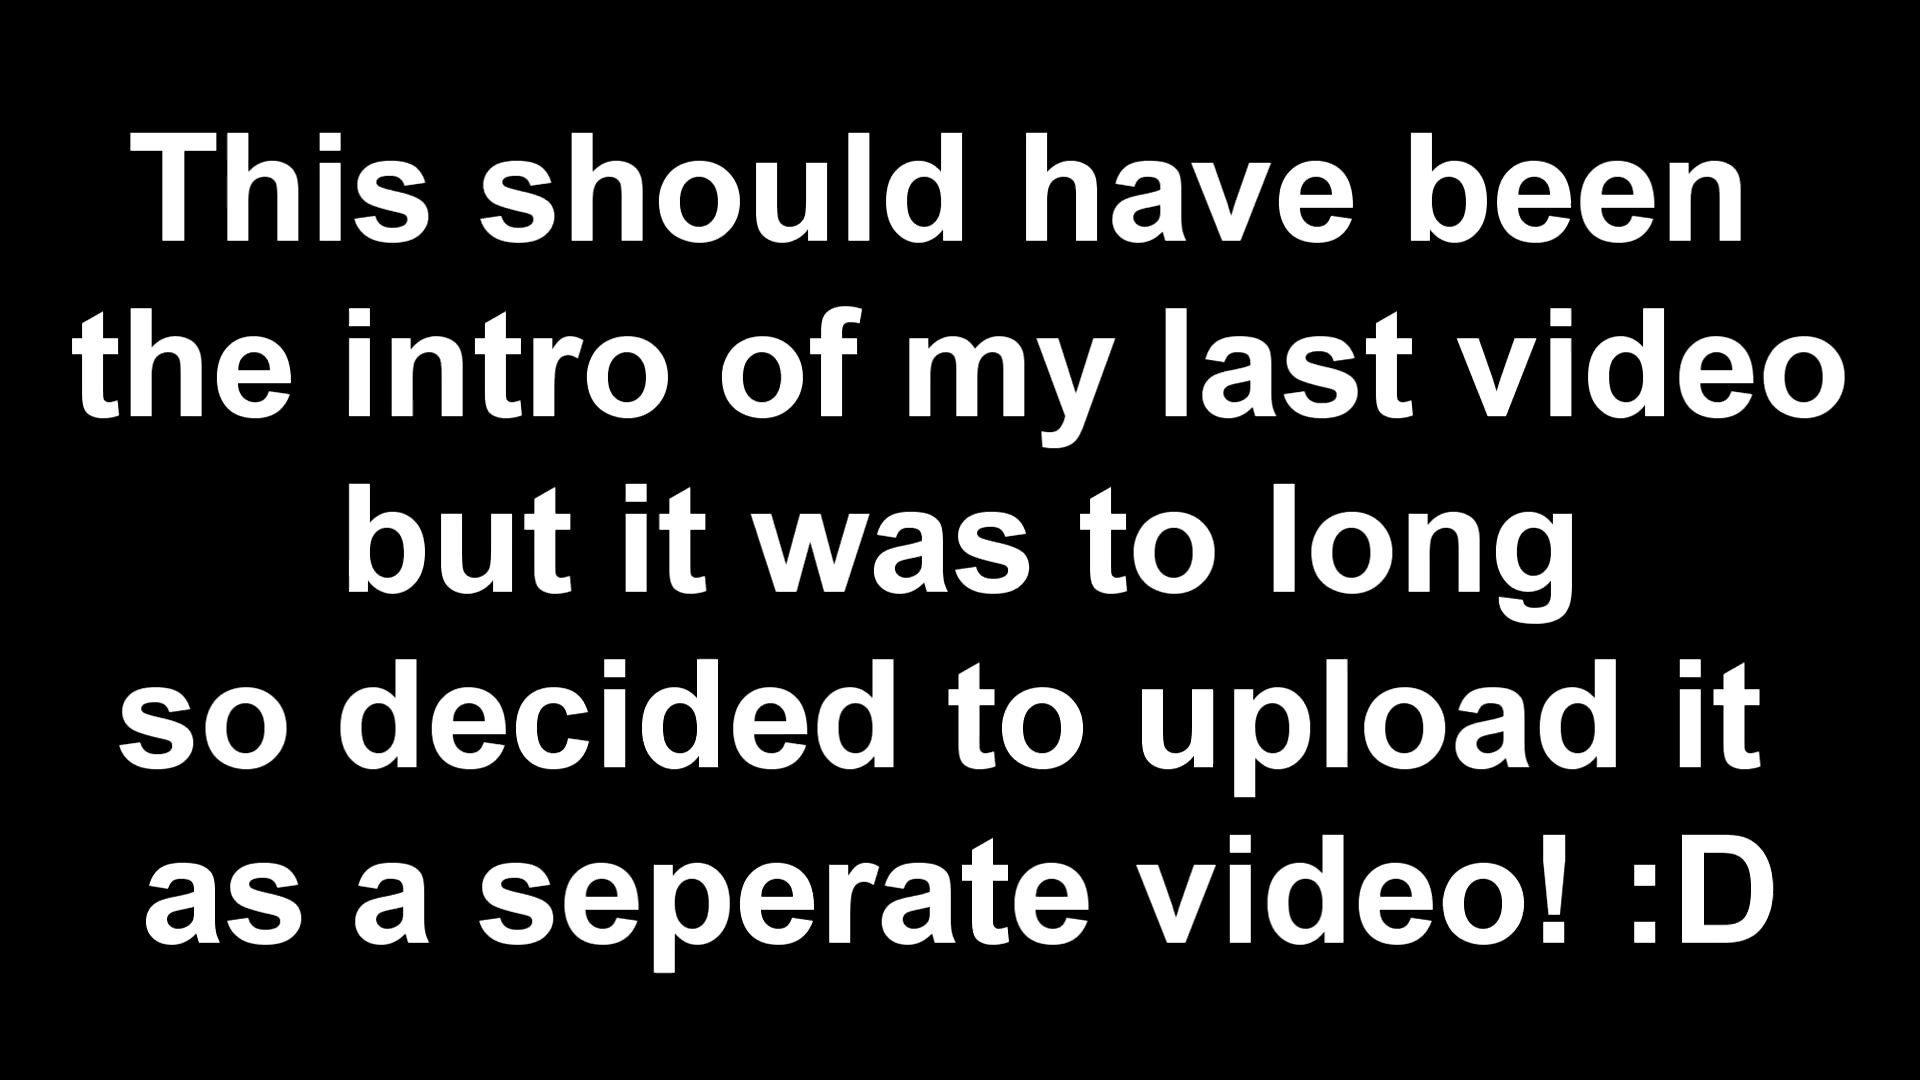 This should have been
the intro of my last video
but it was to long
so decided to upload it
as a seperate video! :D